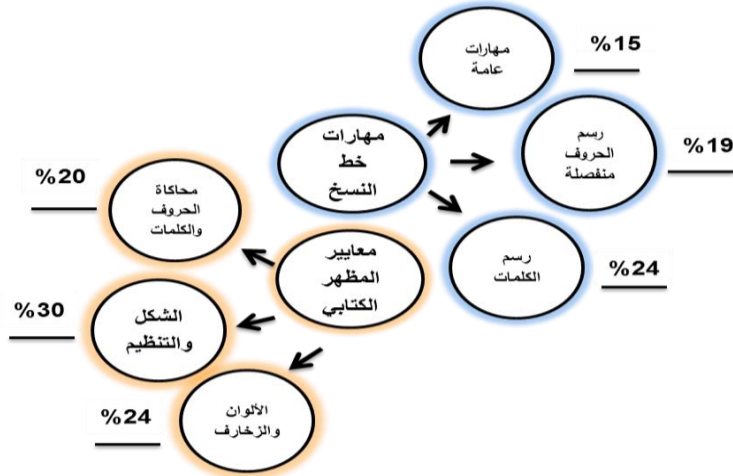 مهارات
عامة
%15
مهارات
خط
النسخ
رسم
الحروف
منفصلة
%19
رسم
الكلمات
%24
معايير
المظهر
الكتابي
محاكاة
الحروف
والكلمات
%20
الشكل
والتنظيم
%30
الألوان
والزخارف
%24